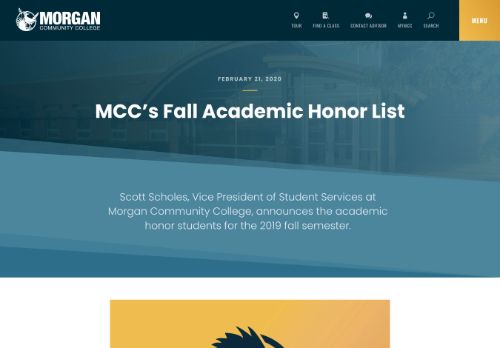 MORGAN
COMMUNITY COLLEGE
TOUR
FIND A CLASS
CONTACT ADVISOR
MYMCC
SEARCH
MENU
FEBRUARY 21, 2020
MCC's Fall Academic Honor List
Scott Scholes, Vice President of Student Services at
Morgan Community College, announces the academic
honor students for the 2019 fall semester.